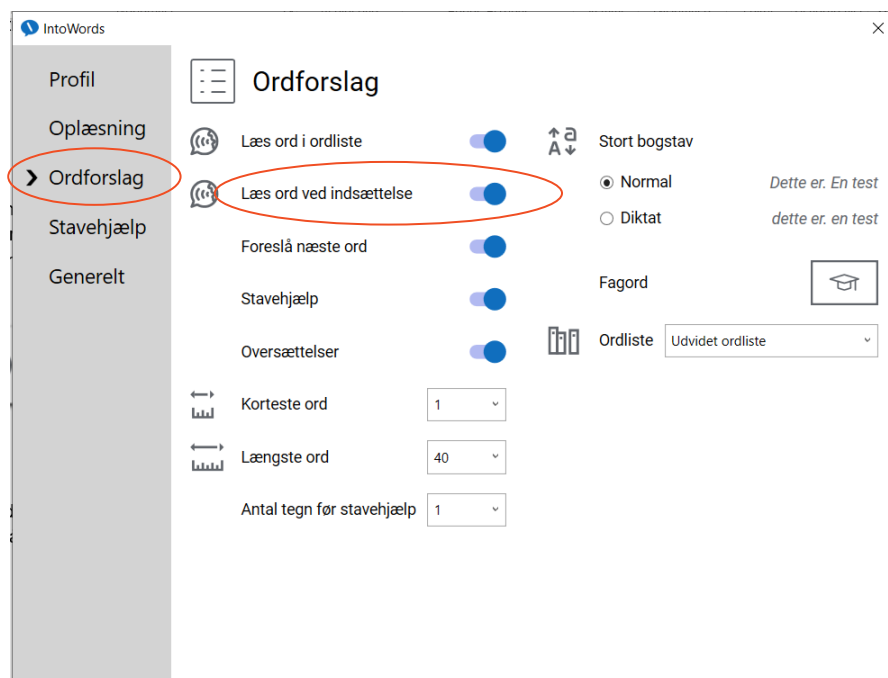 IntoWords
Profil
Oplæsning
Ordforslag
Stavehjælp
Generelt
Ordforslag
Læs ord i ordliste
Læs ord ved indsættelse
Foreslå næste ord
Stavehjælp
Oversættelser
Korteste ord 1
Længste ord 40
Antal tegn før stavehjælp 1
Stort bogstav
Normal Dette er. En test
Diktat dette er. en test
Fagord
Ordliste Udvidet ordliste